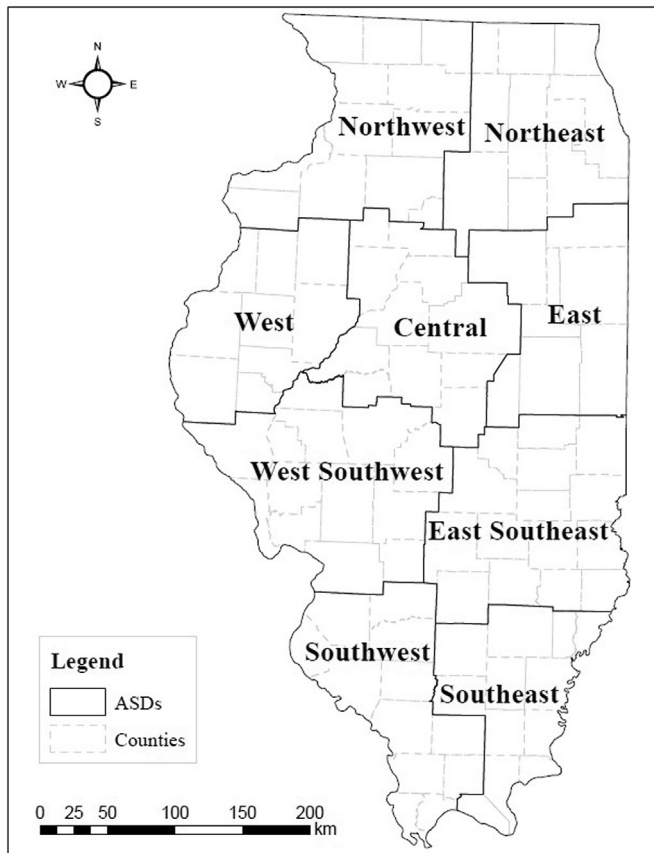 N
W E
S
Northwest
Northeast
West
Central
East
West Southwest
East Southeast
Southwest
Southeast
Legend
ASDs
Counties
0 25 50 100 150 200
km